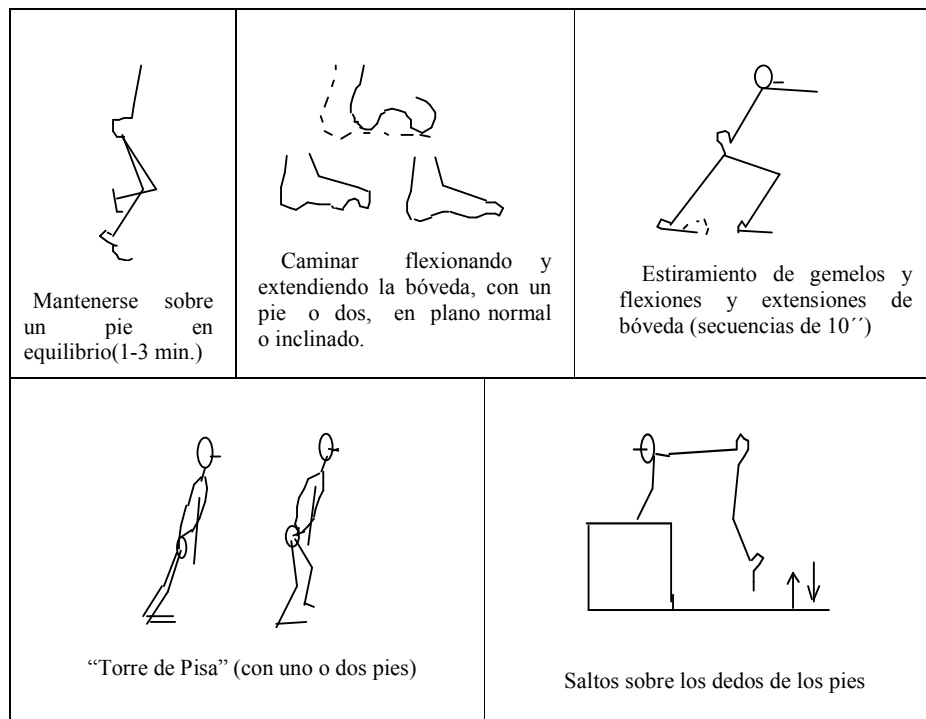 Mantenerse sobre
un pie en
equilibrio(1-3 min.)
Caminar flexionando y
extendiendo la bóveda, con un
pie o dos, en plano normal
o inclinado.
Estiramiento de gemelos y
flexiones y extensiones de
bóveda (secuencias de 10´´)
“Torre de Pisa” (con uno o dos pies)
Saltos sobre los dedos de los pies